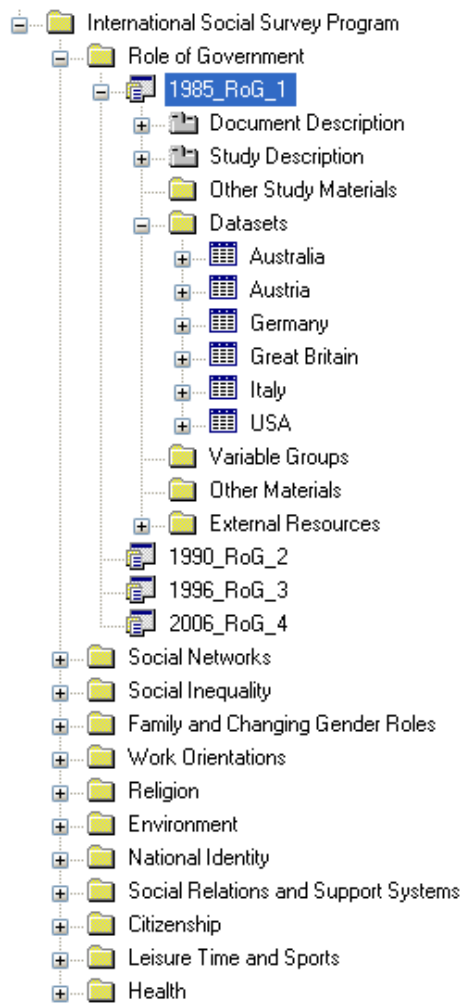 International Social Survey Program
Role of Government
1985_RoG_1
Document Description
Study Description
Other Study Materials
Datasets
Australia
Austria
Germany
Great Britain
Italy
USA
Variable Groups
Other Materials
External Resources
1990_RoG_2
1996_RoG_3
2006_RoG_4
Social Networks
Social Inequality
Family and Changing Gender Roles
Work Orientations
Religion
Environment
National Identity
Social Relations and Support Systems
Citizenship
Leisure Time and Sports
Health